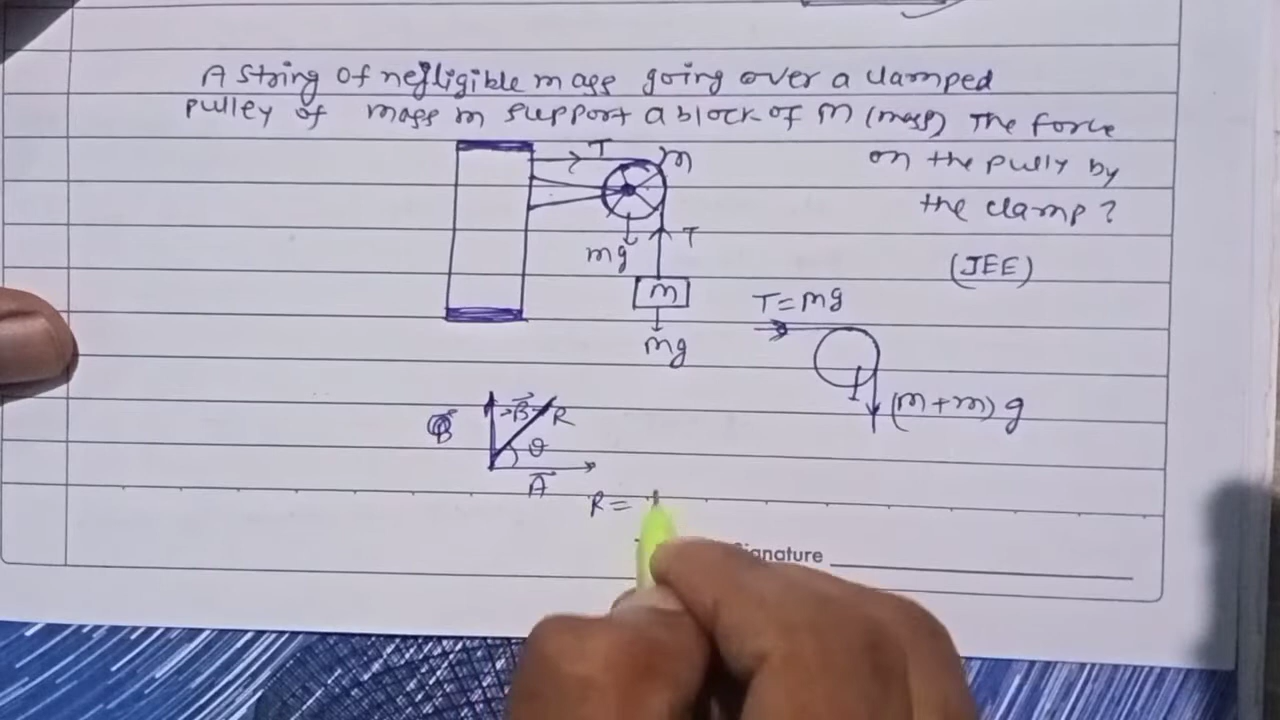 A string of negligible mass going over a clamped
pulley of mass m support a block of M (mass) The force
on the pully by
the clamp?
(JEE)
T
m
T
mg
m
mg
T=Mg
(M+m)g
B
B
R
θ
A
R=
Signature